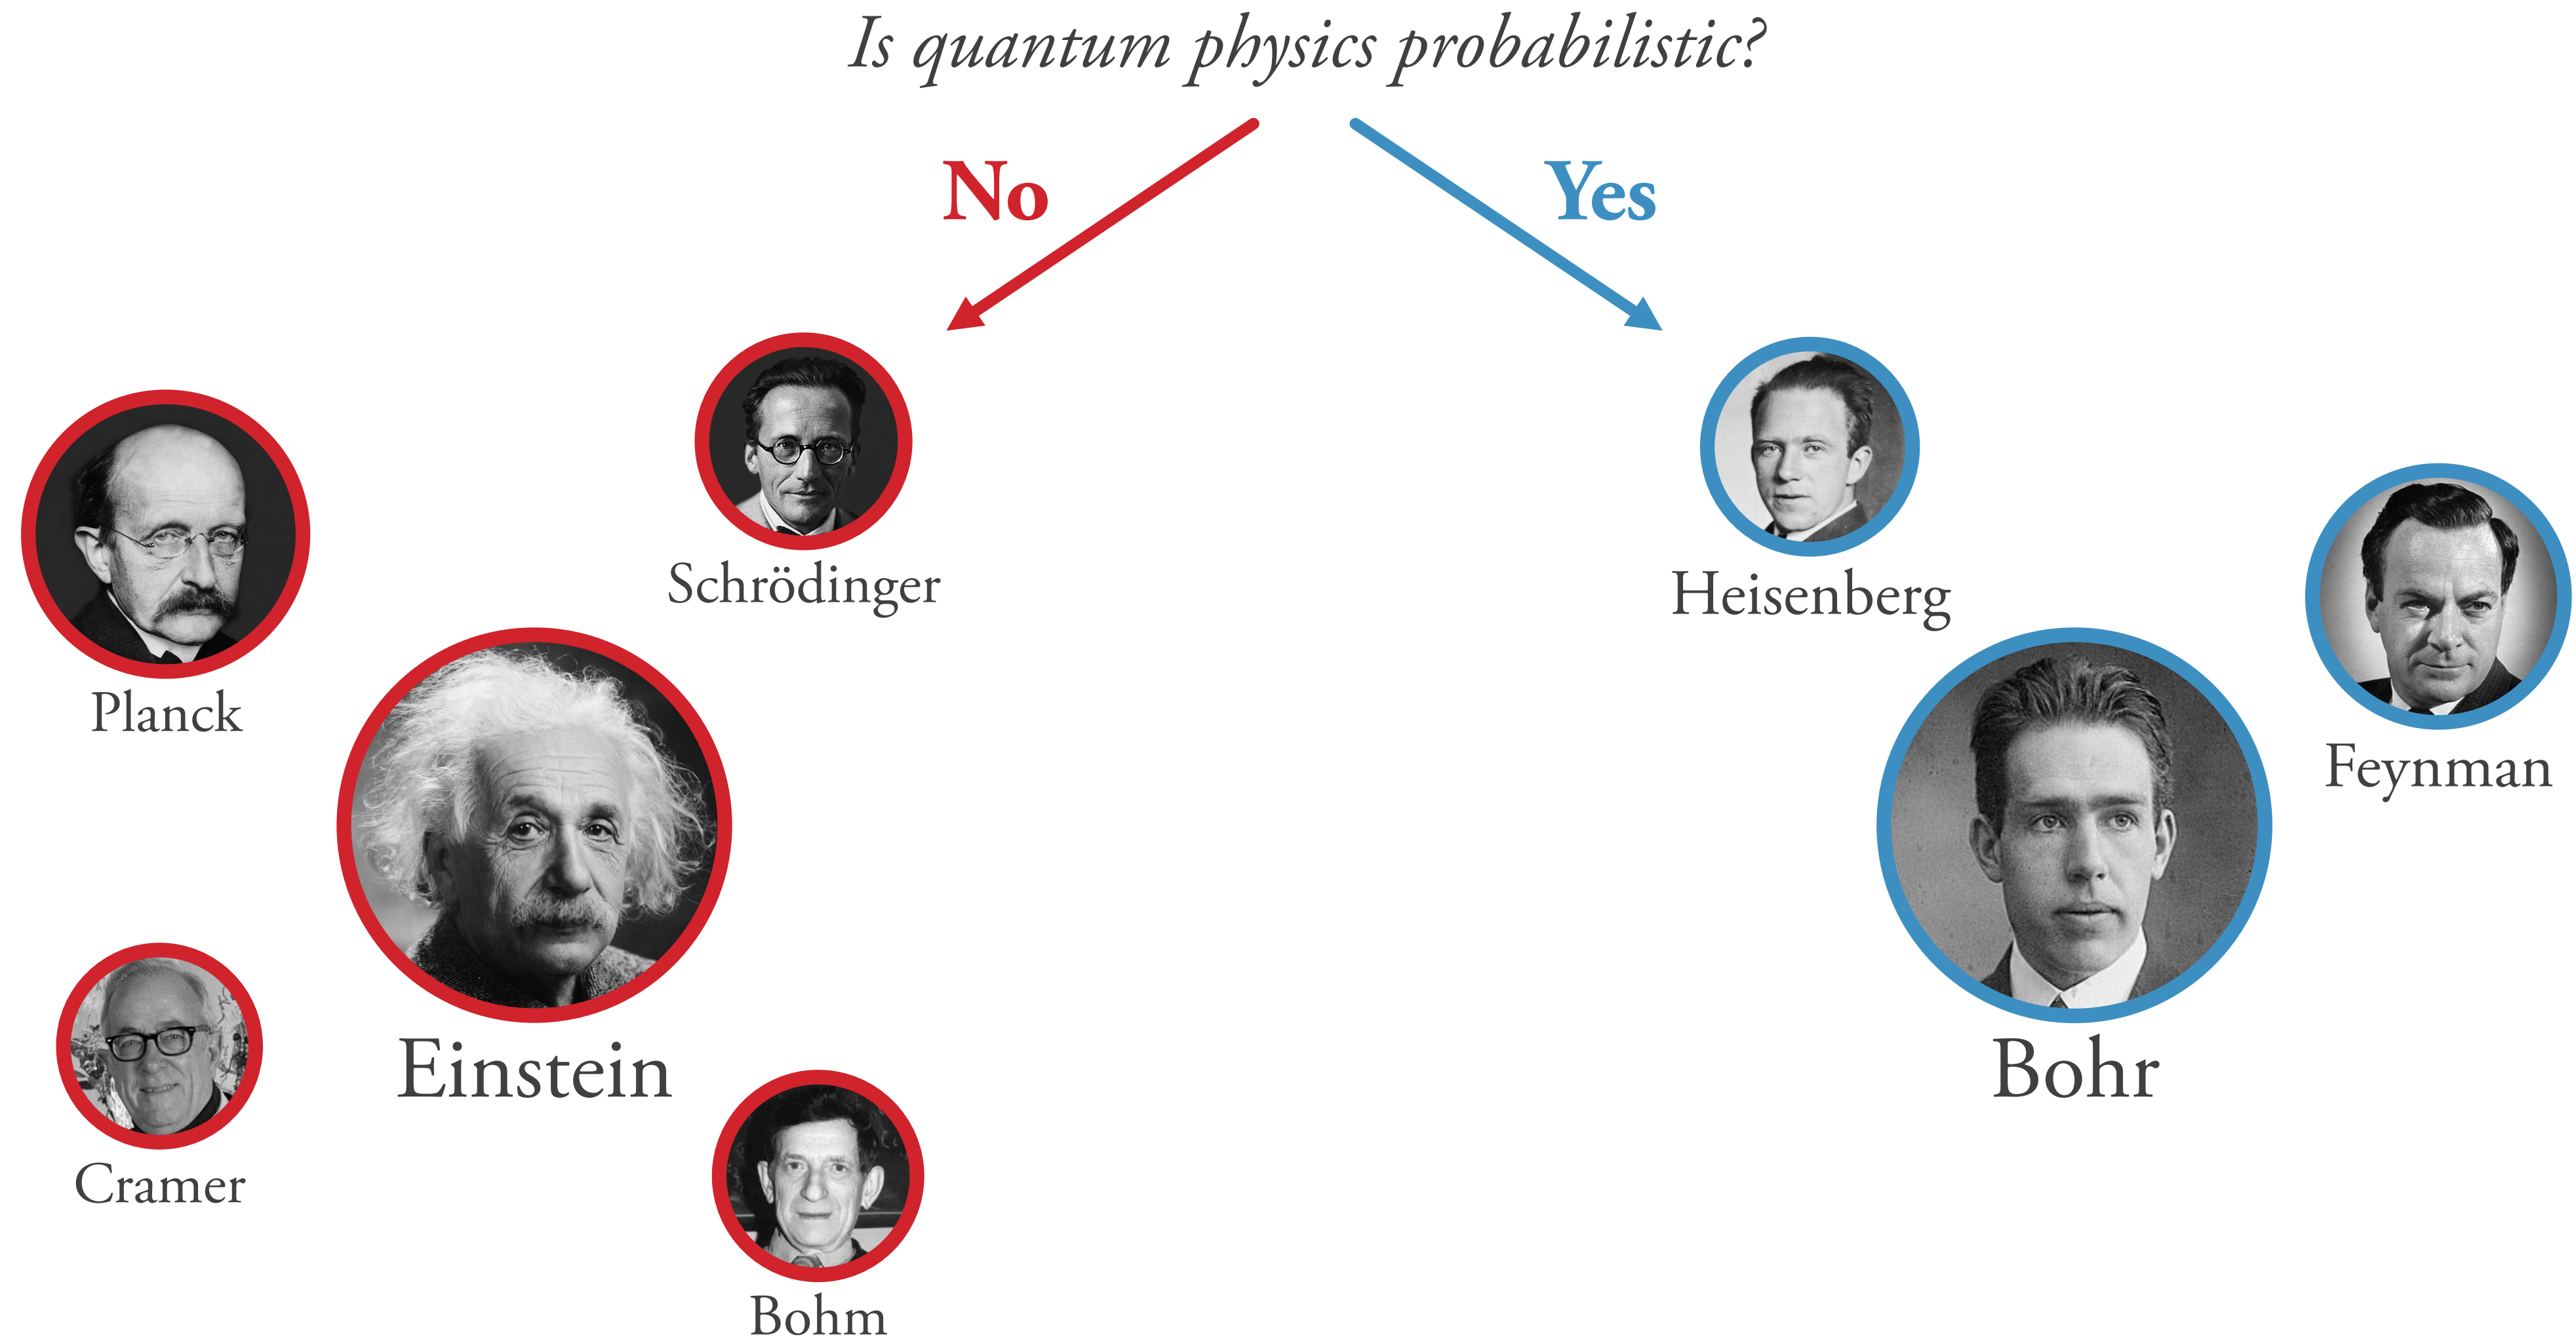 Is quantum physics probabilistic?
No
Yes
Schrödinger
Heisenberg
Planck
Feynman
Einstein
Bohr
Cramer
Bohm